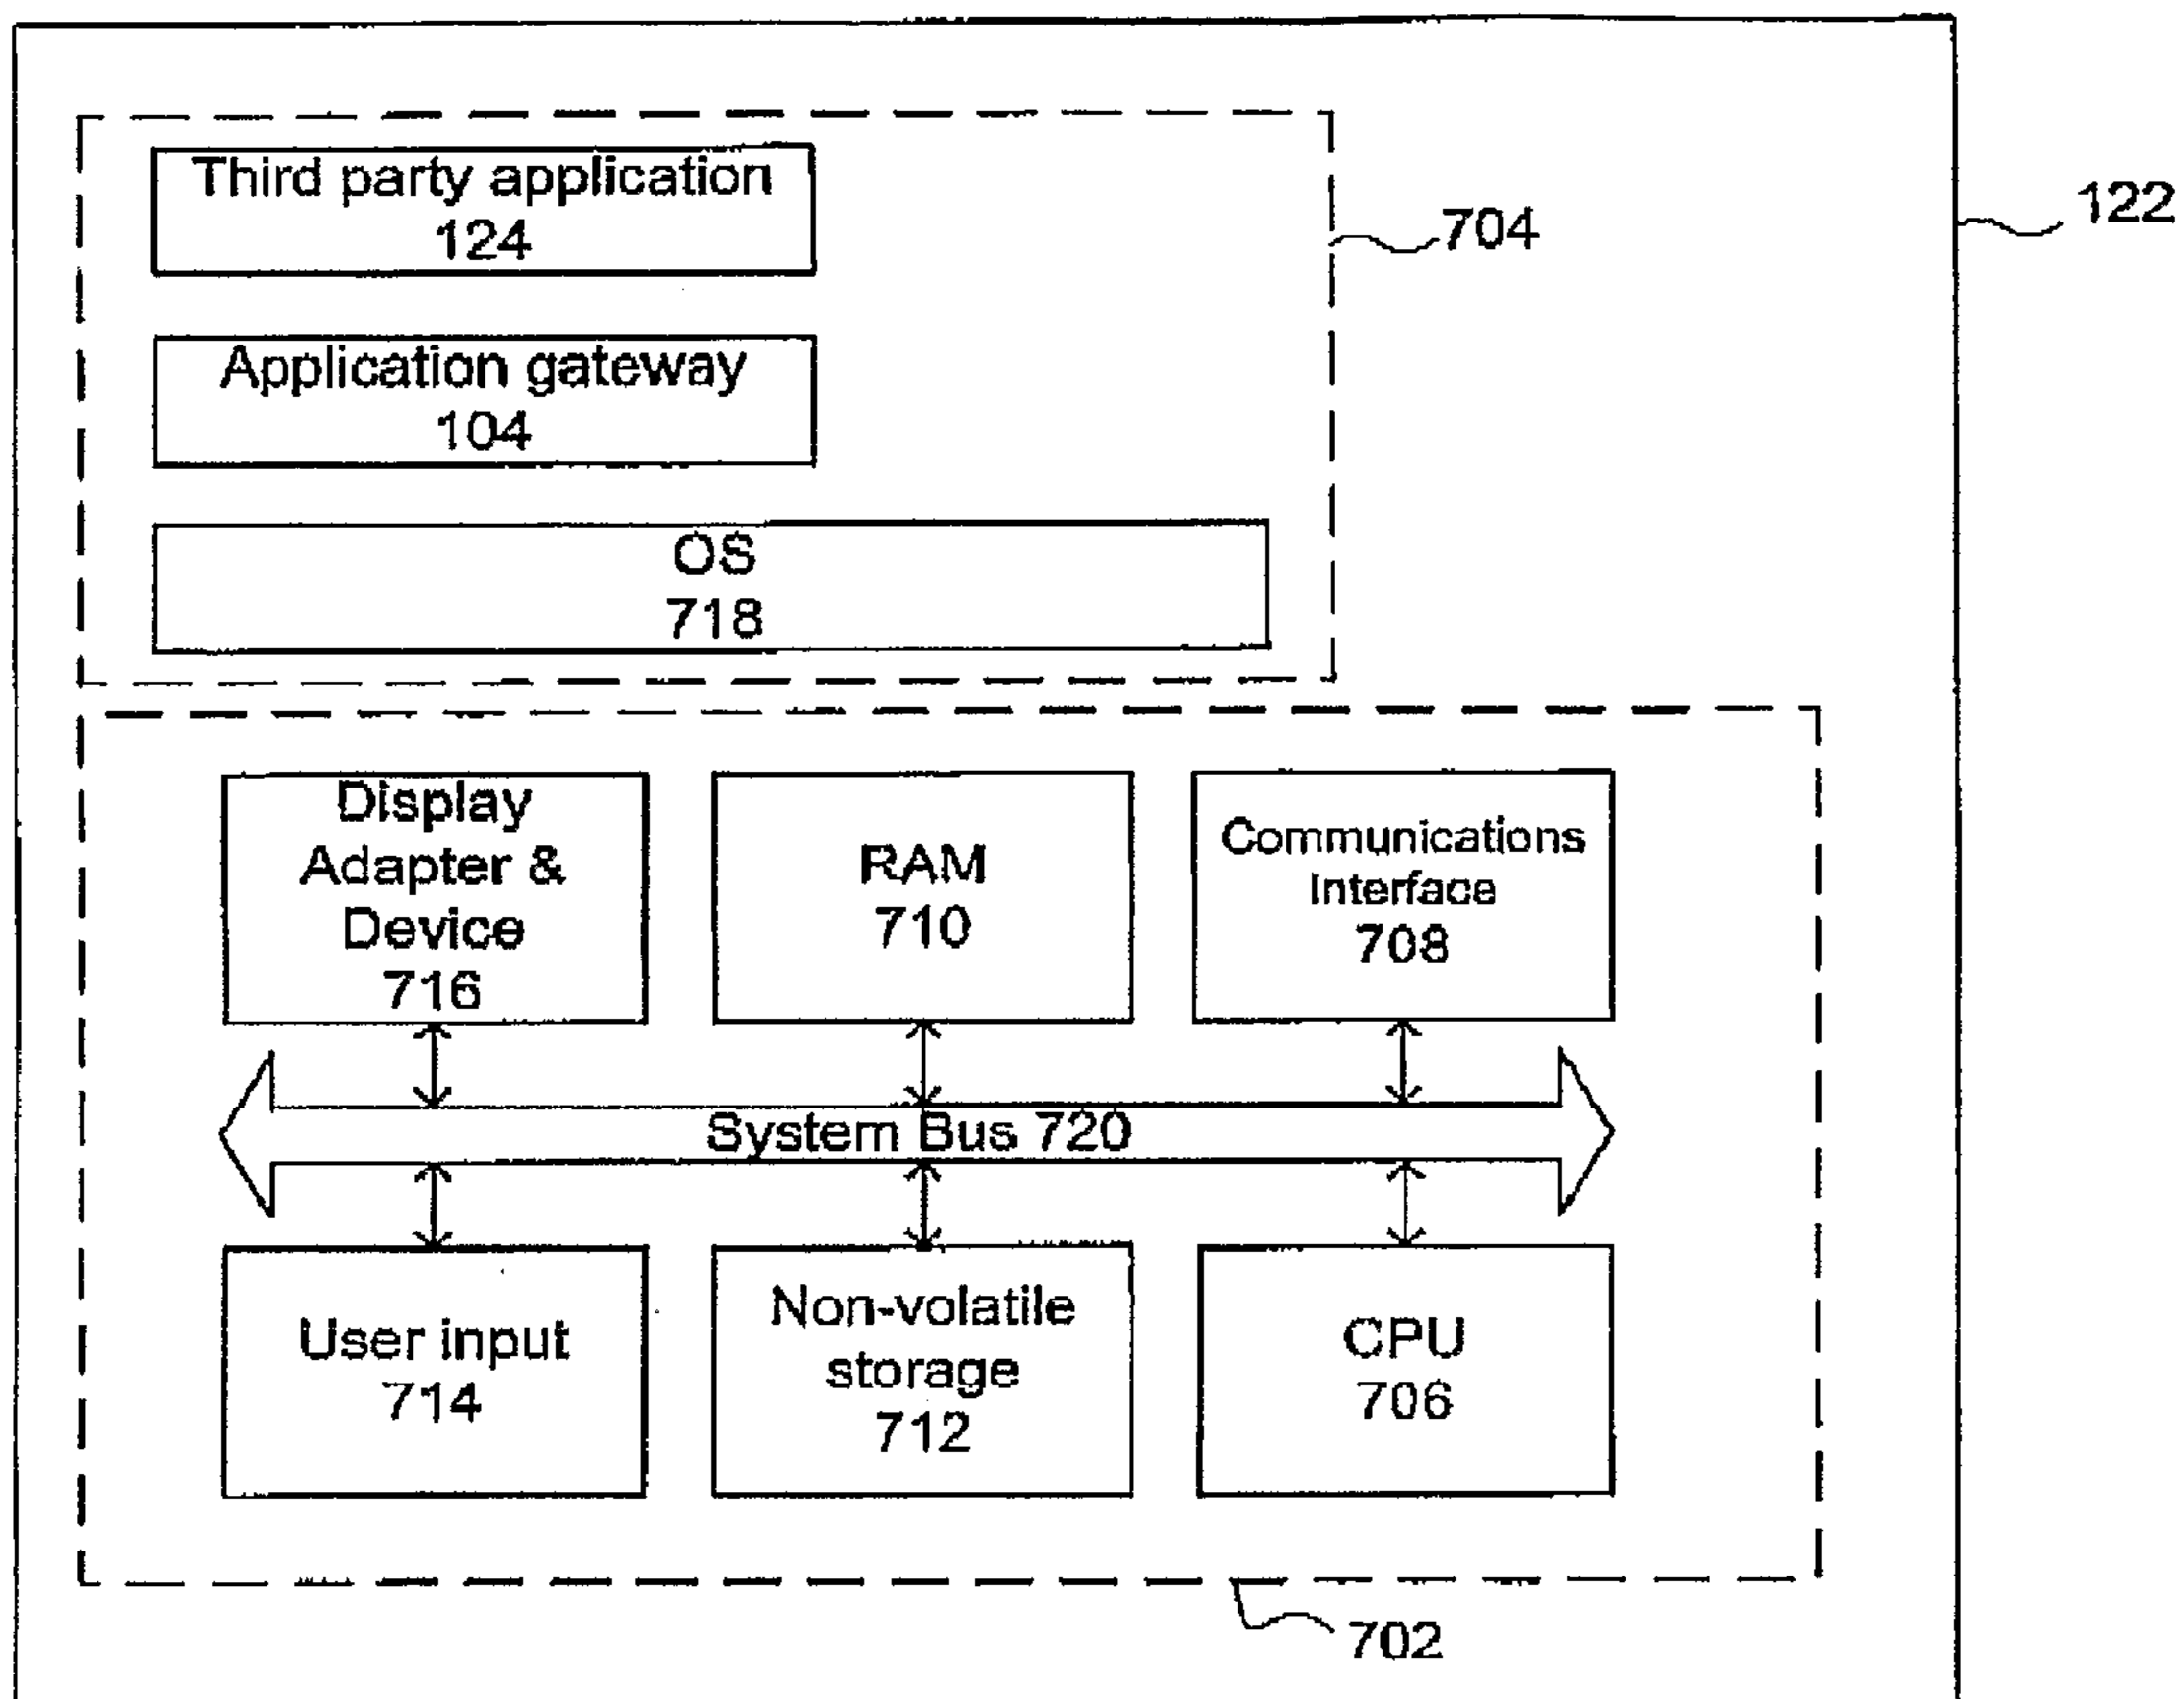 Third party application
124
704
122
Application gateway
104
OS
718
Display
Adapter &
Device
716
RAM
710
Communications
Interface
708
System Bus 720
User input
714
Non-volatile
storage
712
CPU
706
702